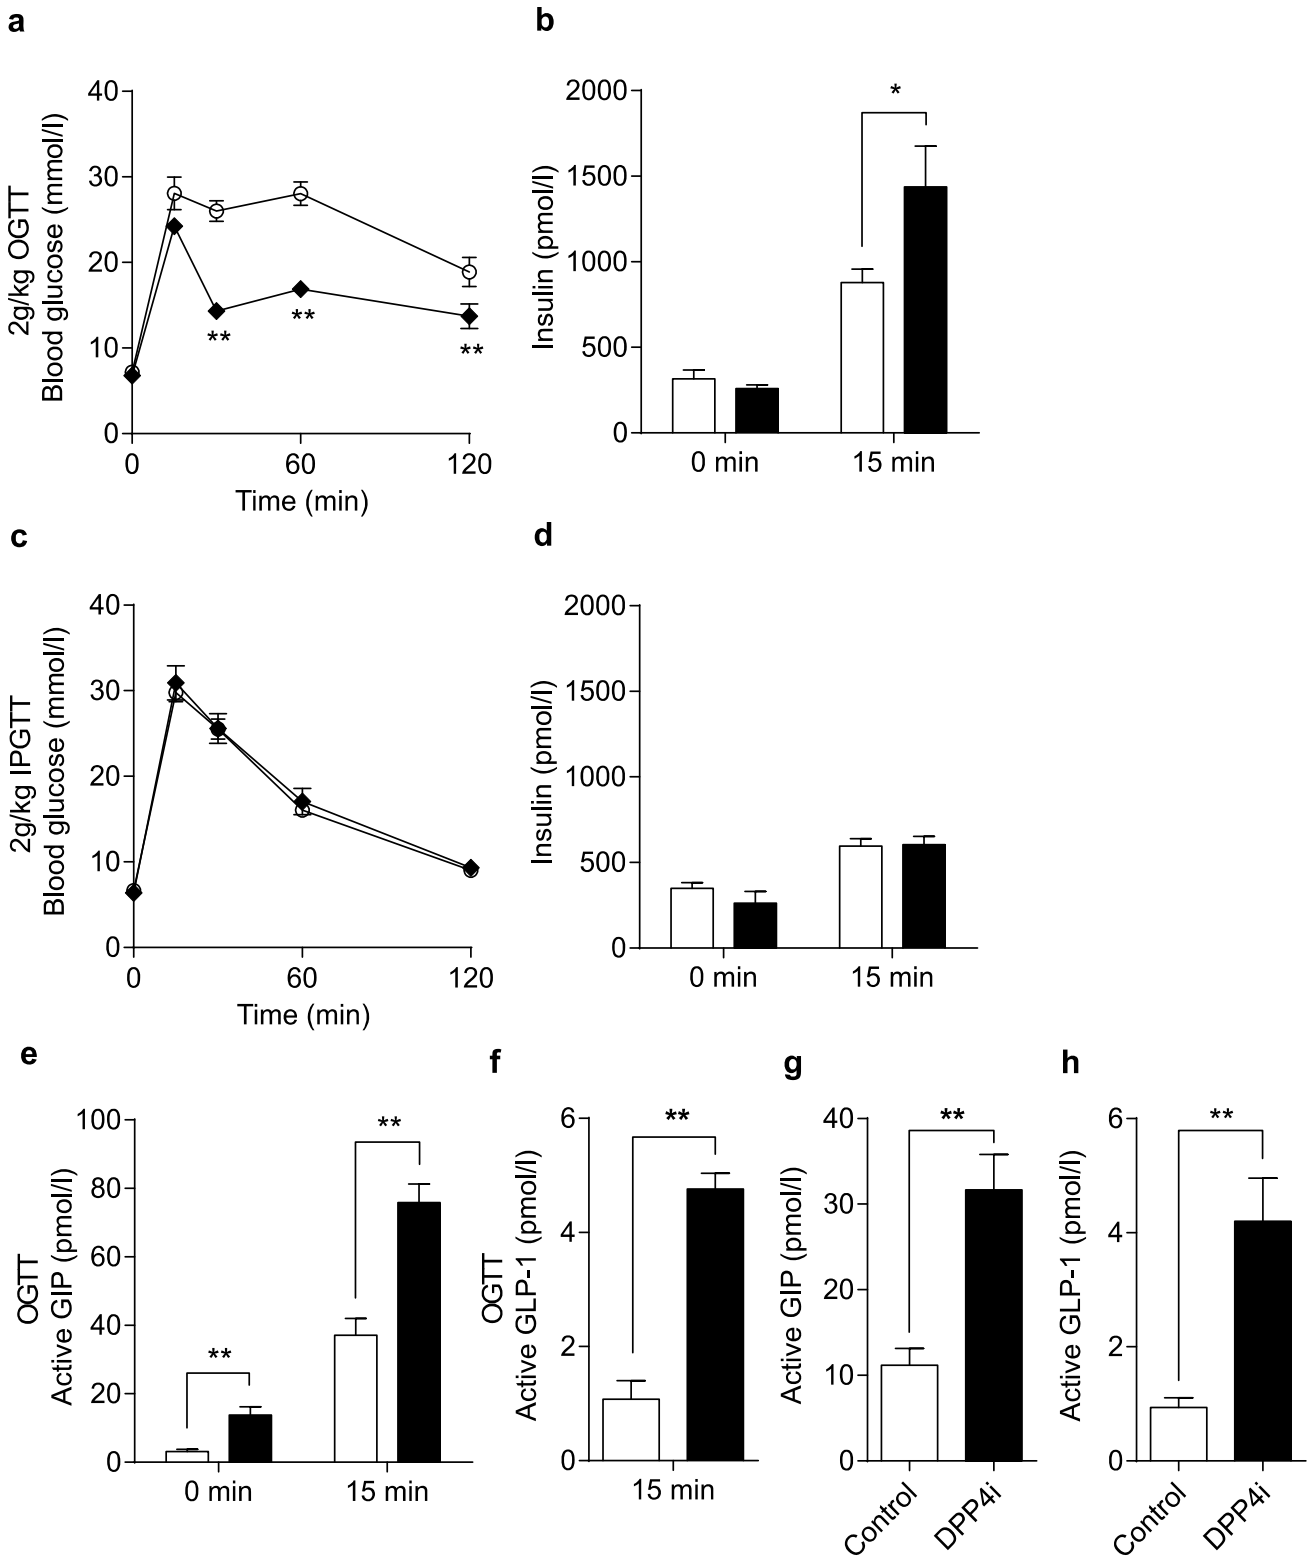 a
2g/kg OGTT
Blood glucose (mmol/l)
40
30
20
10
0
**
**
**
0 60 120
Time (min)
b
Insulin (pmol/l)
2000
1500
1000
500
0
*
0 min 15 min
c
2g/kg IPGTT
Blood glucose (mmol/l)
40
30
20
10
0
0 60 120
Time (min)
d
Insulin (pmol/l)
2000
1500
1000
500
0
0 min 15 min
e
OGTT
Active GIP (pmol/l)
100
80
60
40
20
0
**
**
0 min 15 min
f
OGTT
Active GLP-1 (pmol/l)
6
4
2
0
**
15 min
g
Active GIP (pmol/l)
40
30
20
10
0
**
Control DPP4i
h
Active GLP-1 (pmol/l)
6
4
2
0
**
Control DPP4i